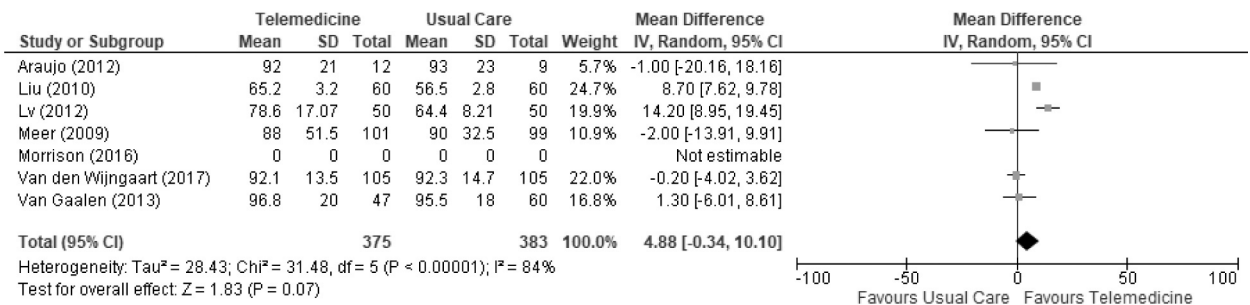 Telemedicine Usual Care Mean Difference Mean Difference
Study or Subgroup Mean SD Total Mean SD Total Weight IV, Random, 95% CI IV, Random, 95% CI
Araujo (2012) 92 21 12 93 23 9 5.7% -1.00 [-20.16, 18.16]
Liu (2010) 65.2 3.2 60 56.5 2.8 60 24.7% 8.70 [7.62, 9.78]
Lv (2012) 78.6 17.07 50 64.4 8.21 50 19.9% 14.20 [8.95, 19.45]
Meer (2009) 88 51.5 101 90 32.5 99 10.9% -2.00 [-13.91, 9.91]
Morrison (2016) 0 0 0 0 0 0 Not estimable
Van den Wijngaart (2017) 92.1 13.5 105 92.3 14.7 105 22.0% -0.20 [-4.02, 3.62]
Van Gaalen (2013) 96.8 20 47 95.5 18 60 16.8% 1.30 [-6.01, 8.61]
Total (95% CI) 375 383 100.0% 4.88 [-0.34, 10.10]
Heterogeneity: Tau² = 28.43; Chi² = 31.48, df = 5 (P < 0.00001); I² = 84%
Test for overall effect: Z = 1.83 (P = 0.07)
-100 -50 0 50 100
Favours Usual Care Favours Telemedicine